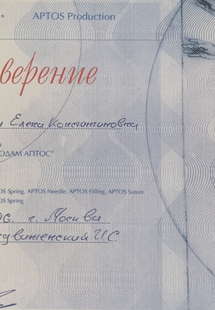 ® APTOS Production
верение
Елена Константиновна
ОДАМ АПТОС"
OS Spring, APTOS Needle, APTOS Filling, APTOS Suture
OS Spring
г. Москва
И.С